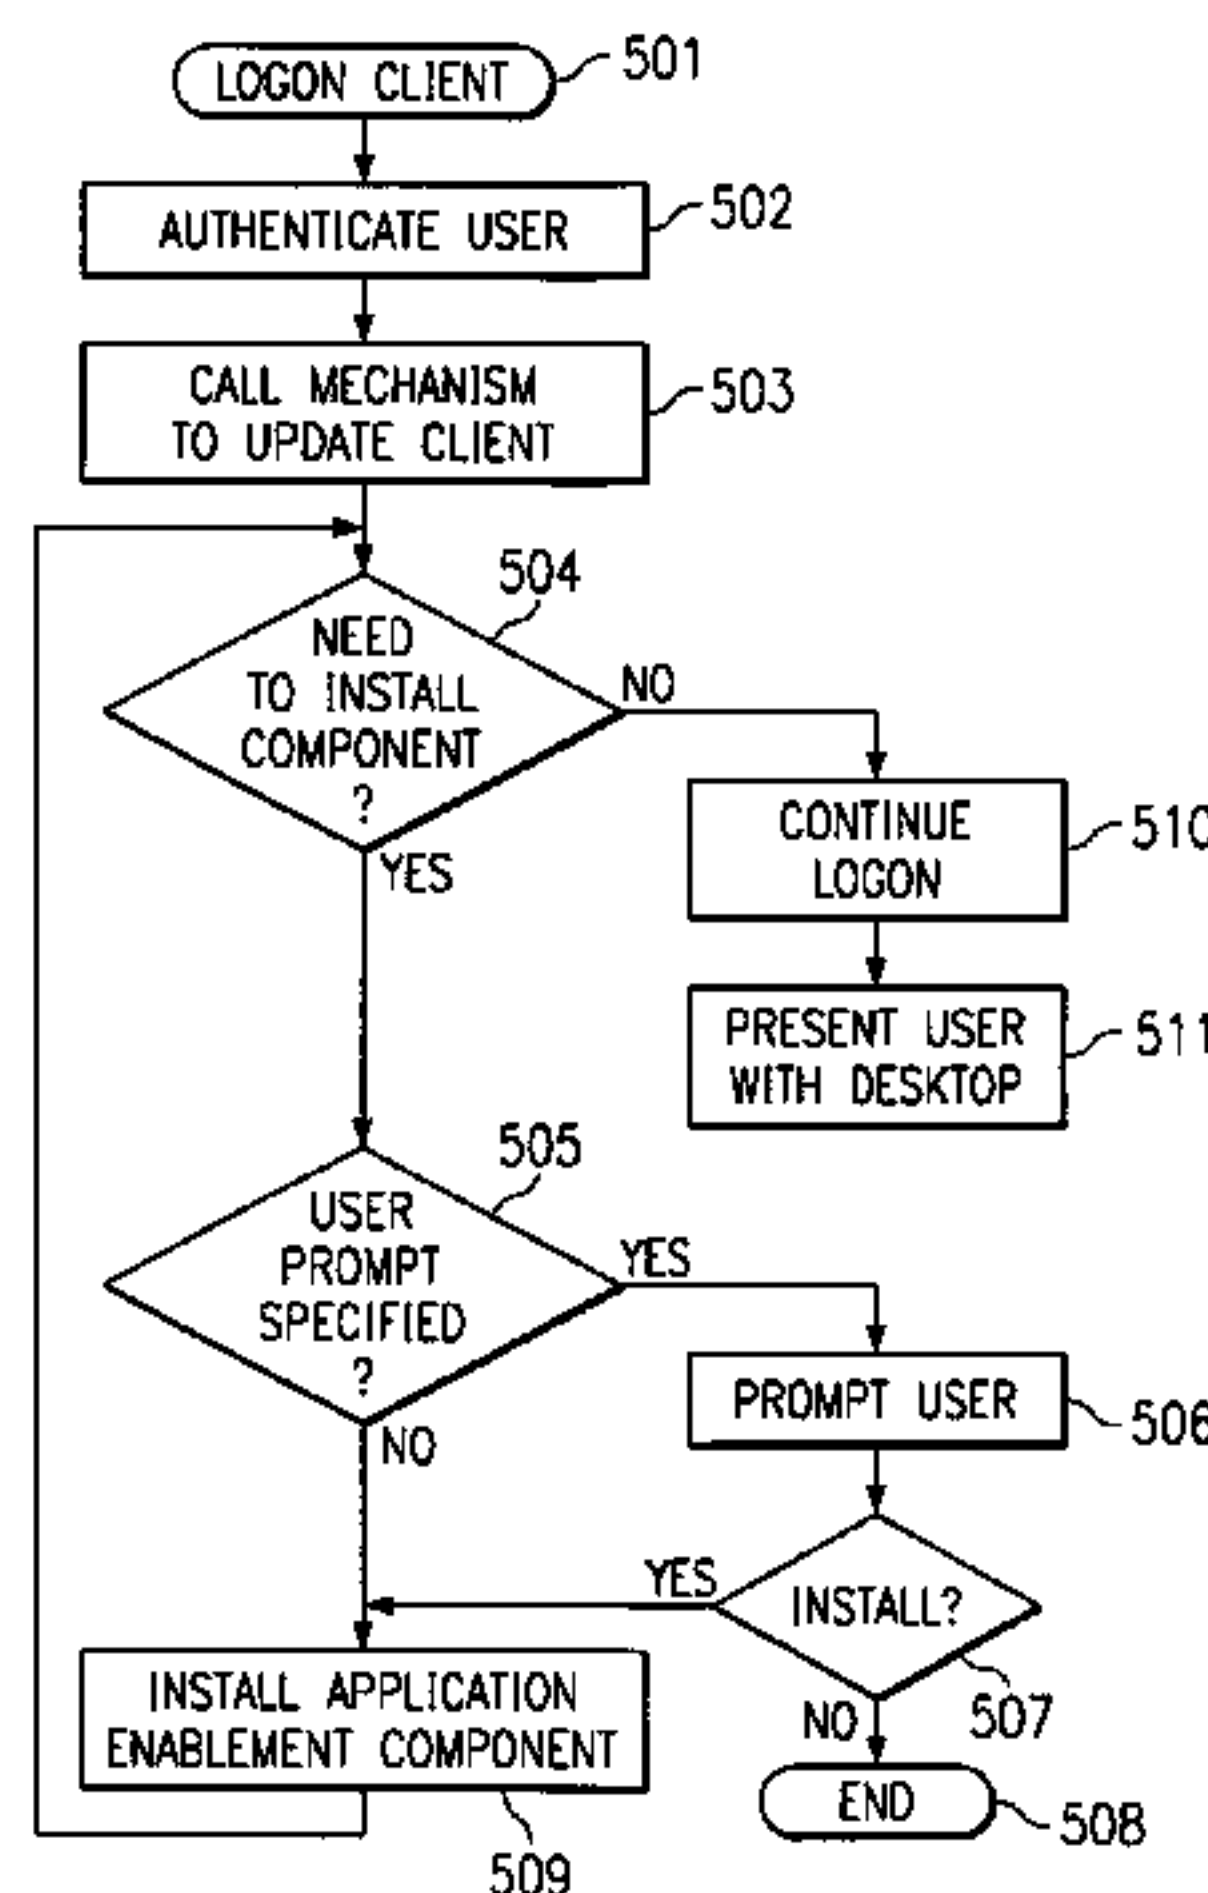 LOGON CLIENT
501
AUTHENTICATE USER
502
CALL MECHANISM
TO UPDATE CLIENT
503
504
NEED
TO INSTALL
COMPONENT
?
NO
YES
CONTINUE
LOGON
510
PRESENT USER
WITH DESKTOP
511
505
USER
PROMPT
SPECIFIED
?
YES
NO
PROMPT USER
506
INSTALL?
YES
507
NO
INSTALL APPLICATION
ENABLEMENT COMPONENT
509
END
508